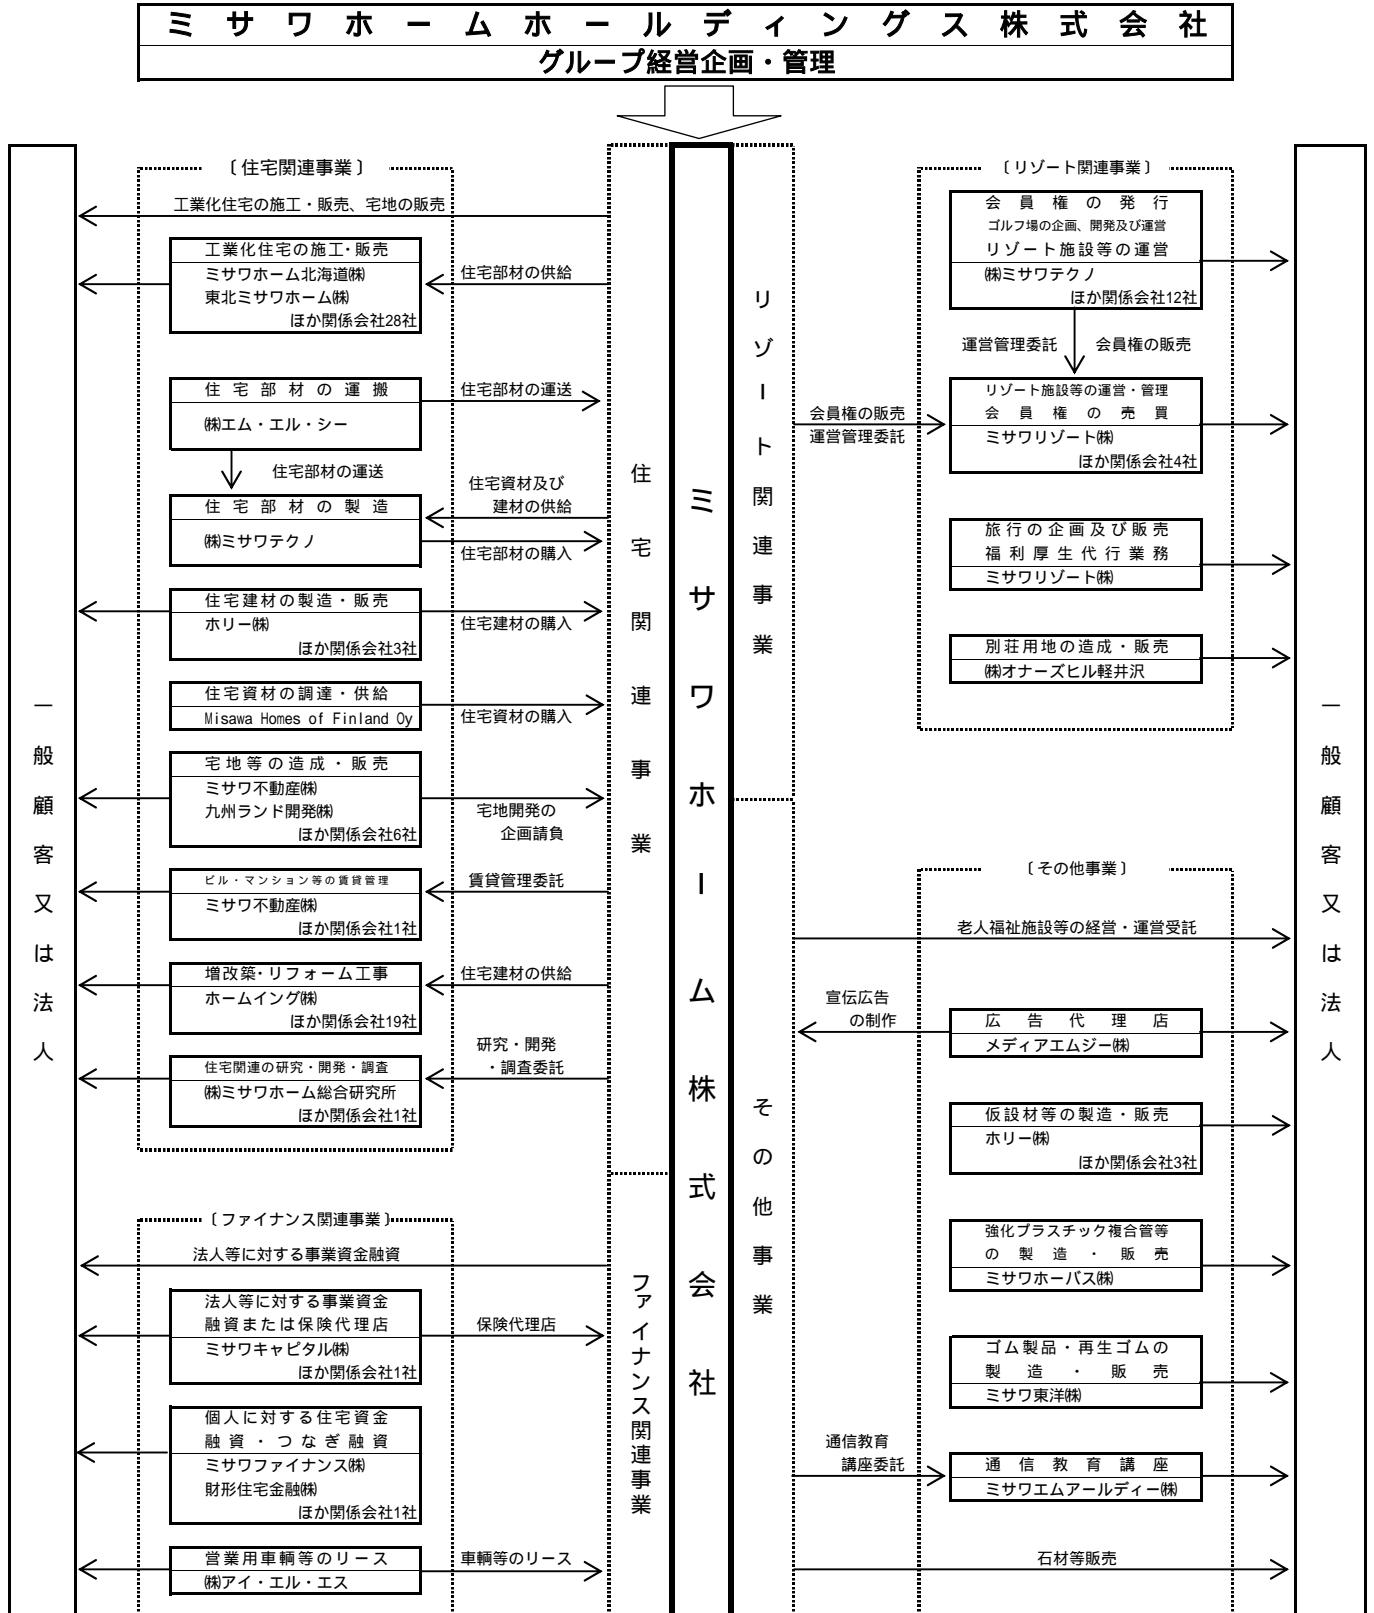 ミサワホームホールディングス株式会社
グループ経営企画・管理
一般顧客又は法人
〔住宅関連事業〕
工業化住宅の施工・販売、宅地の販売
工業化住宅の施工・販売
ミサワホーム北海道㈱
東北ミサワホーム㈱
ほか関係会社28社
住宅部材の供給
住宅部材の運搬
㈱エム・エル・シー
住宅部材の運送
住宅部材の運送
住宅部材の製造
㈱ミサワテクノ
住宅資材及び
建材の供給
住宅部材の購入
住宅建材の製造・販売
ホリー㈱
ほか関係会社3社
住宅建材の購入
住宅資材の調達・供給
Misawa Homes of Finland Oy
住宅資材の購入
宅地等の造成・販売
ミサワ不動産㈱
九州ランド開発㈱
ほか関係会社6社
宅地開発の
企画請負
ビル・マンション等の賃貸管理
ミサワ不動産㈱
ほか関係会社1社
賃貸管理委託
増改築・リフォーム工事
ホームイング㈱
ほか関係会社19社
住宅建材の供給
住宅関連の研究・開発・調査
㈱ミサワホーム総合研究所
ほか関係会社1社
研究・開発
・調査委託
〔ファイナンス関連事業〕
法人等に対する事業資金融資
法人等に対する事業資金
融資または保険代理店
ミサワキャピタル㈱
ほか関係会社1社
保険代理店
個人に対する住宅資金
融資・つなぎ融資
ミサワファイナンス㈱
財形住宅金融㈱
ほか関係会社1社
営業用車輌等のリース
㈱アイ・エル・エス
車輌等のリース
住宅関連事業
ファイナンス関連事業
ミサワホーム株式会社
リゾート関連事業
その他事業
〔リゾート関連事業〕
会員権の発行
ゴルフ場の企画、開発及び運営
リゾート施設等の運営
㈱ミサワテクノ
ほか関係会社12社
運営管理委託
会員権の販売
会員権の販売
運営管理委託
リゾート施設等の運営・管理
会員権の売買
ミサワリゾート㈱
ほか関係会社4社
旅行の企画及び販売
福利厚生代行業務
ミサワリゾート㈱
別荘用地の造成・販売
㈱オナーズヒル軽井沢
〔その他事業〕
老人福祉施設等の経営・運営受託
宣伝広告
の制作
広告代理店
メディアエムジー㈱
仮設材等の製造・販売
ホリー㈱
ほか関係会社3社
強化プラスチック複合管等
の製造・販売
ミサワホーバス㈱
ゴム製品・再生ゴムの
製造・販売
ミサワ東洋㈱
通信教育
講座委託
通信教育講座
ミサワエムアールディー㈱
石材等販売
一般顧客又は法人